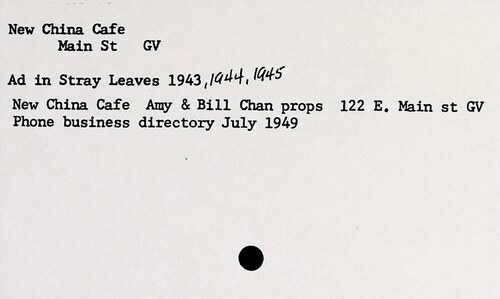 New China Cafe
Main St GV
Ad in Stray Leaves 1943, 1944, 1945
New China Cafe Amy & Bill Chan props 122 E. Main st GV
Phone business directory July 1949